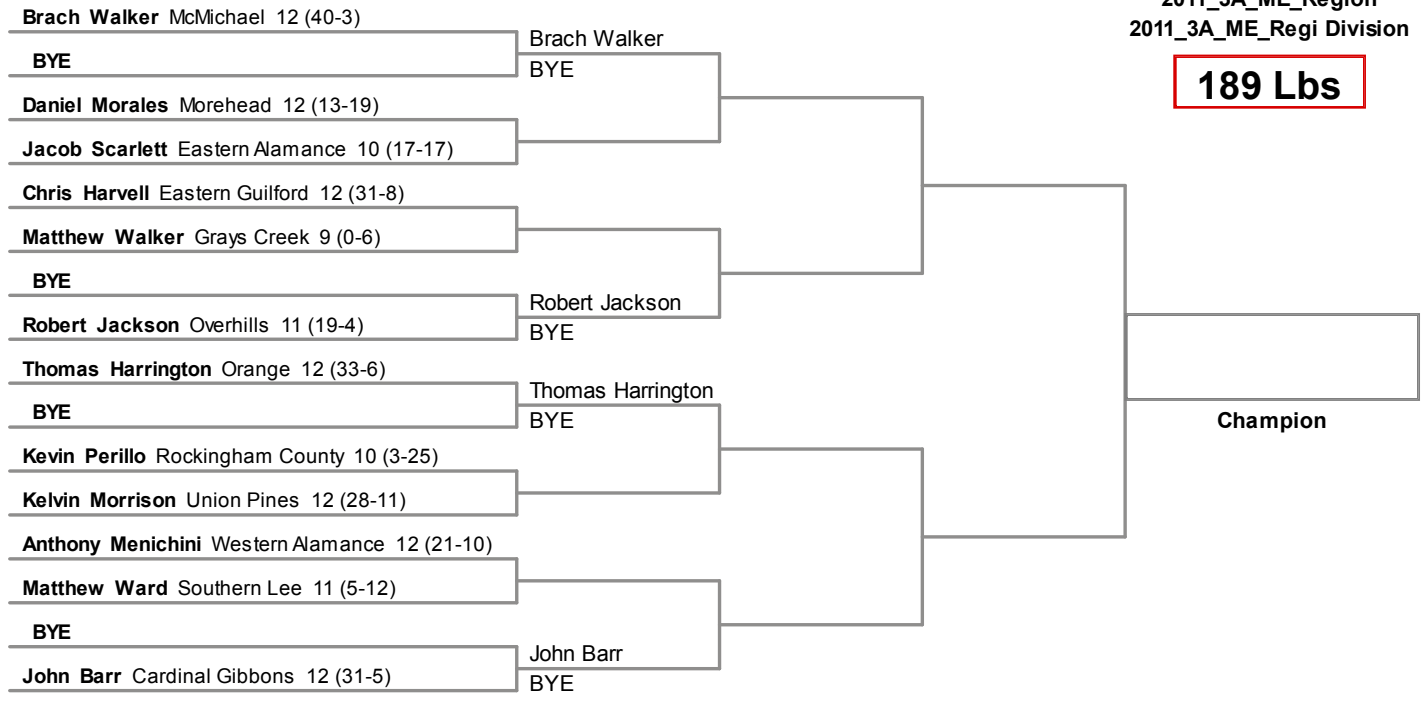 2011_3A_ME_Region
2011_3A_ME_Regi Division
189 Lbs
Brach Walker McMichael 12 (40-3)
BYE
Daniel Morales Morehead 12 (13-19)
Jacob Scarlett Eastern Alamance 10 (17-17)
Chris Harvell Eastern Guilford 12 (31-8)
Matthew Walker Grays Creek 9 (0-6)
BYE
Robert Jackson Overhills 11 (19-4)
Thomas Harrington Orange 12 (33-6)
BYE
Kevin Perillo Rockingham County 10 (3-25)
Kelvin Morrison Union Pines 12 (28-11)
Anthony Menichini Western Alamance 12 (21-10)
Matthew Ward Southern Lee 11 (5-12)
BYE
John Barr Cardinal Gibbons 12 (31-5)
Brach Walker
BYE
Robert Jackson
BYE
Thomas Harrington
BYE
John Barr
BYE
Champion